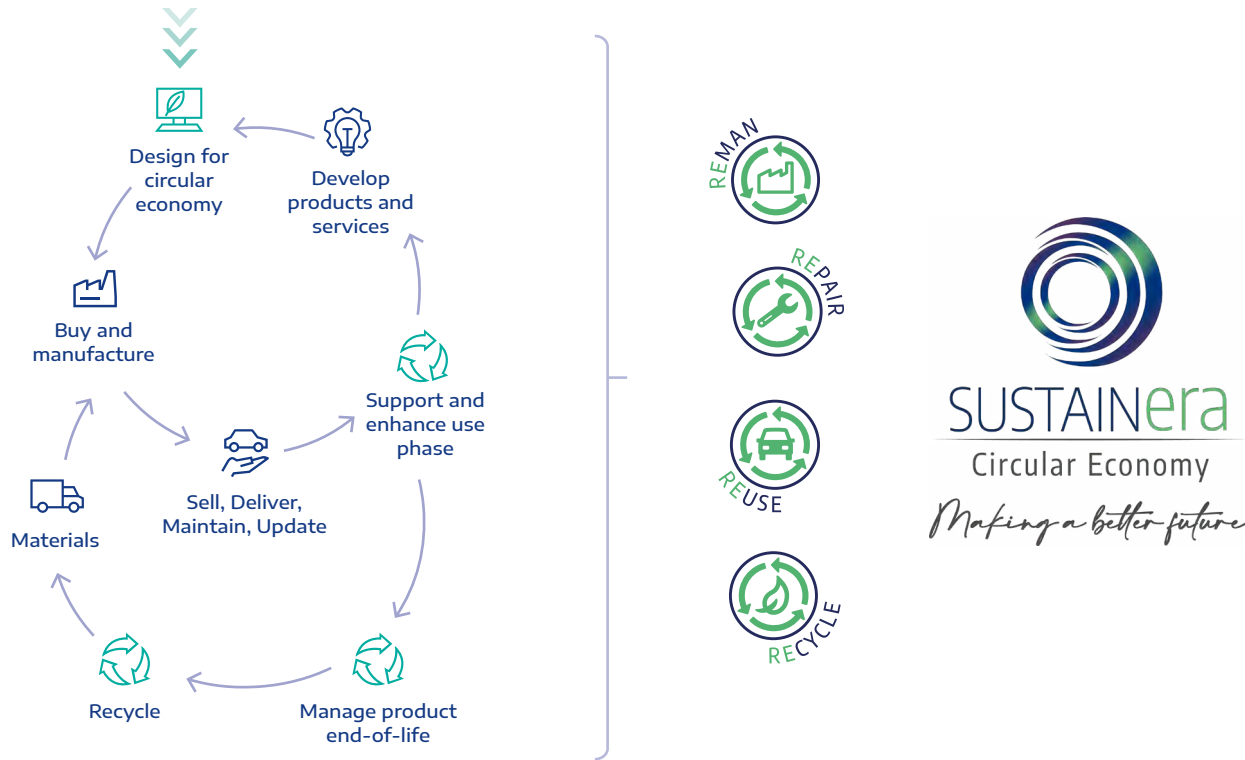 Design for
circular
economy
Develop
products and
services
Buy and
manufacture
Support and
enhance use
phase
Sell, Deliver,
Maintain, Update
Materials
Recycle
Manage product
end-of-life
REMAN
REPAIR
REUSE
RECYCLE
SUSTAINera
Circular Economy
Making a better future